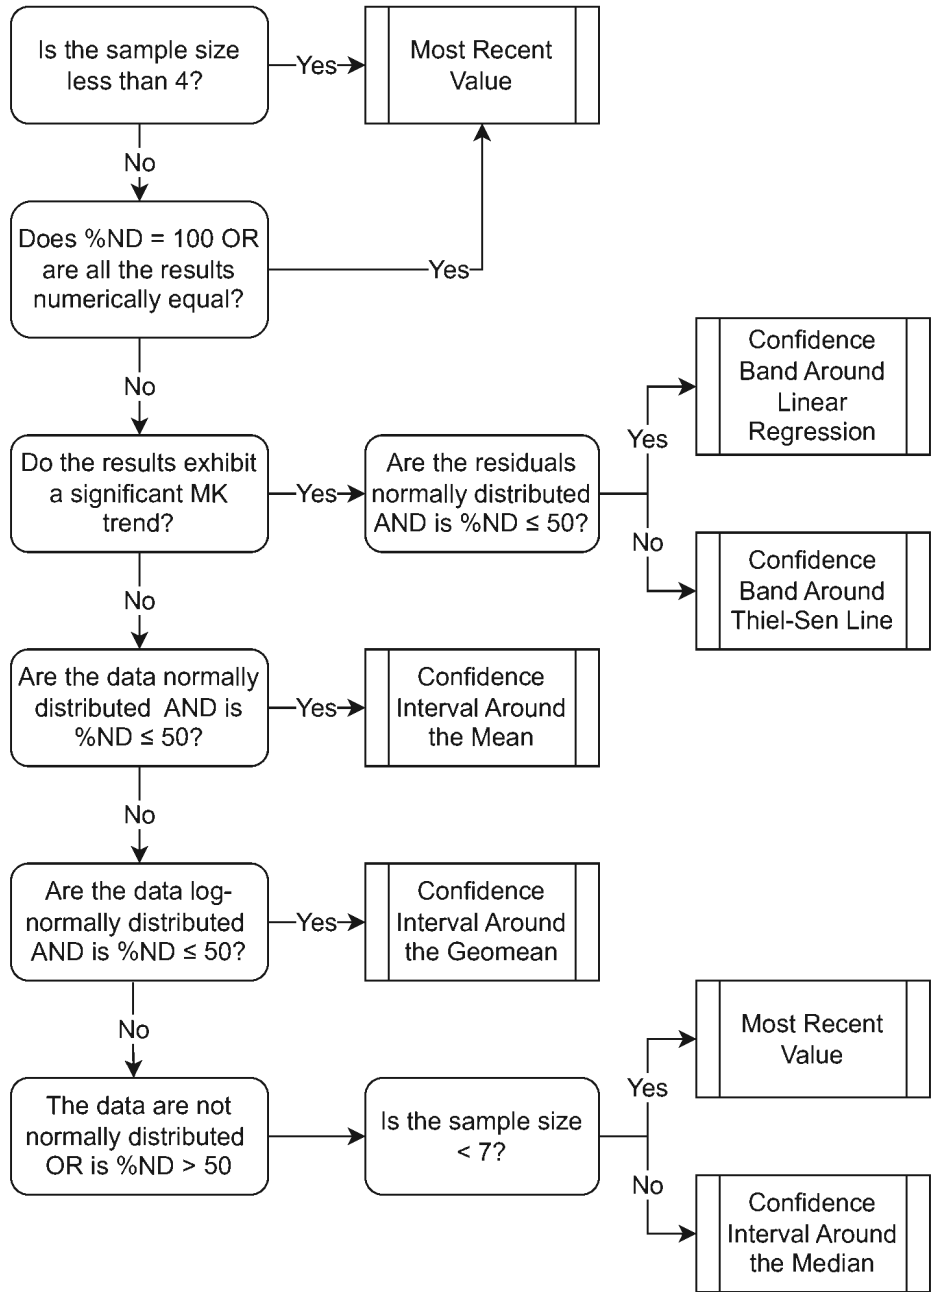 Is the sample size
less than 4?
Yes
Most Recent
Value
No
Does %ND = 100 OR
are all the results
numerically equal?
Yes
No
Do the results exhibit
a significant MK
trend?
Yes
Are the residuals
normally distributed
AND is %ND ≤ 50?
Yes
Confidence
Band Around
Linear
Regression
No
Confidence
Band Around
Thiel-Sen Line
No
Are the data normally
distributed AND is
%ND ≤ 50?
Yes
Confidence
Interval Around
the Mean
No
Are the data log-
normally distributed
AND is %ND ≤ 50?
Yes
Confidence
Interval Around
the Geomean
No
The data are not
normally distributed
OR is %ND > 50
Is the sample size
< 7?
Yes
Most Recent
Value
No
Confidence
Interval Around
the Median